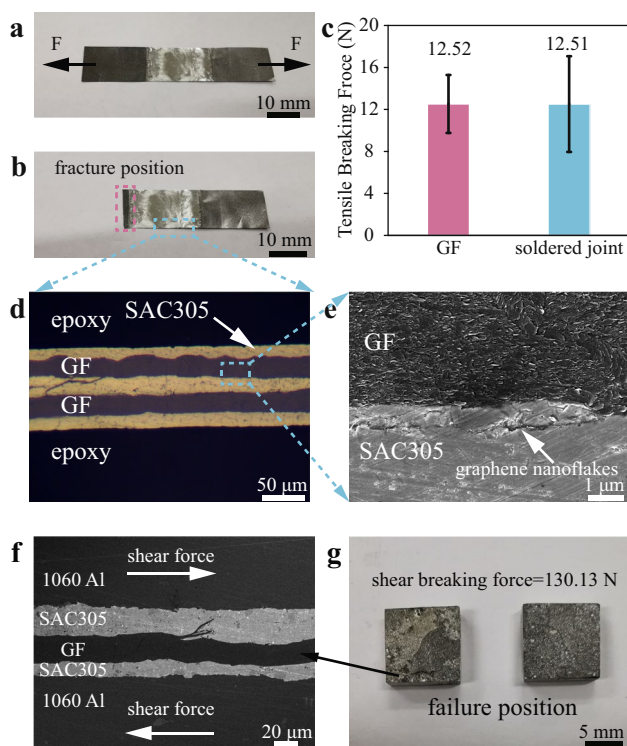 a
F
F
10 mm
b
fracture position
10 mm
c
Tensile Breaking Froce (N)
20
16
12
8
4
0
12.52
12.51
GF
soldered joint
d
SAC305
epoxy
GF
GF
epoxy
50 μm
e
GF
SAC305
graphene nanoflakes
1 μm
f
shear force
1060 Al
SAC305
GF
SAC305
1060 Al
shear force
20 μm
g
shear breaking force=130.13 N
failure position
5 mm